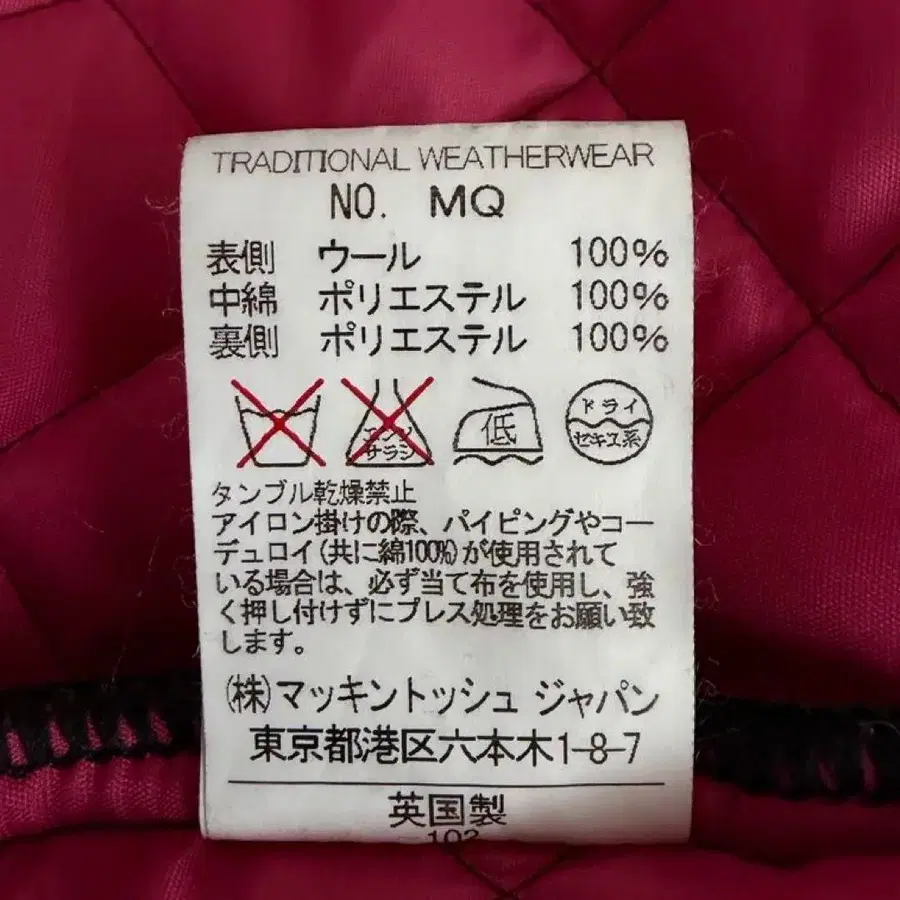 TRADITIONAL WEATHERWEAR
NO. MQ
表側 ウール 100%
中綿 ポリエステル 100%
裏側 ポリエステル 100%
エンソサラシ 低 ドライ
セキユ系
タンブル乾燥禁止
アイロン掛けの際、パイピングやコー
デュロイ(共に綿100%)が使用されて
いる場合は、必ず当て布を使用し、強
く押し付けずにプレス処理をお願い致
します。
(株)マッキントッシュ ジャパン
東京都港区六本木1-8-7
英国製